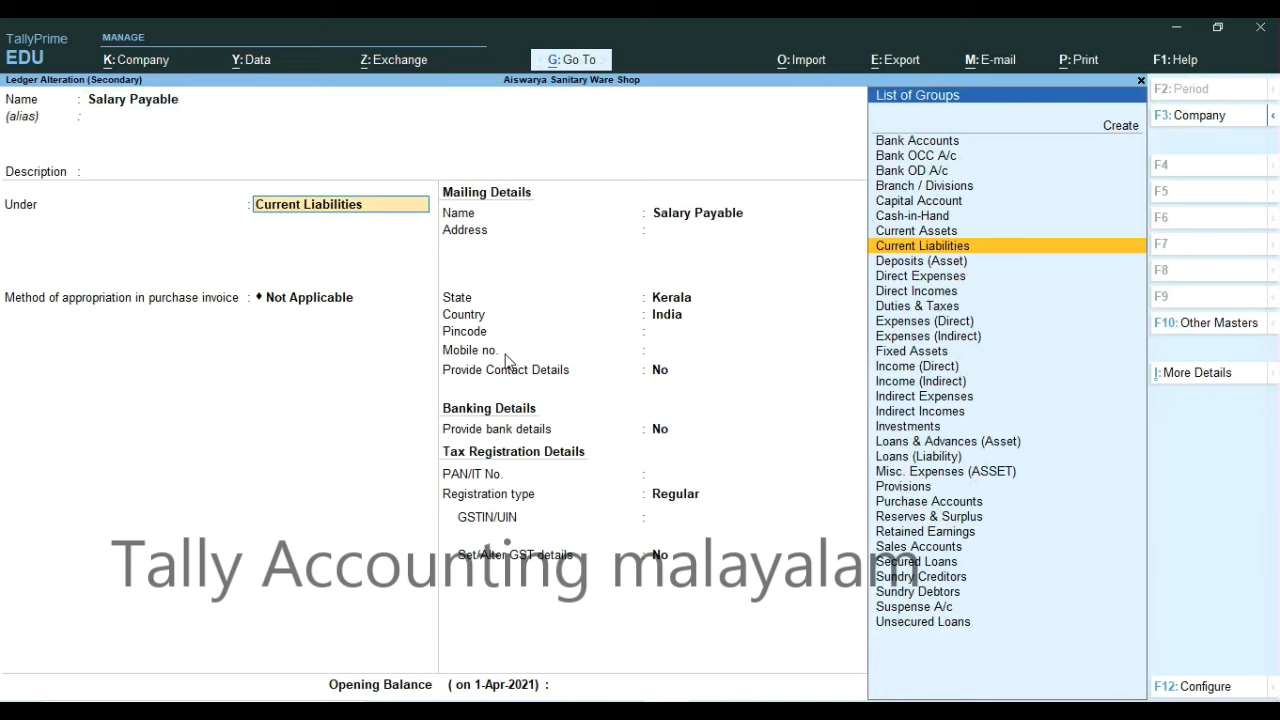 TallyPrime
EDU
MANAGE
K: Company
Y: Data
Z: Exchange
G: Go To
O: Import
E: Export
M: E-mail
P: Print
F1: Help
Ledger Alteration (Secondary)
Aiswarya Sanitary Ware Shop
Name : Salary Payable
(alias) :
Description :
Under : Current Liabilities
Method of appropriation in purchase invoice : ♦ Not Applicable
Mailing Details
Name : Salary Payable
Address :
State : Kerala
Country : India
Pincode :
Mobile no. :
Provide Contact Details : No
Banking Details
Provide bank details : No
Tax Registration Details
PAN/IT No. :
Registration type : Regular
GSTIN/UIN :
Set/Alter GST details : No
Tally Accounting malayalam
Opening Balance ( on 1-Apr-2021) :
List of Groups
Create
Bank Accounts
Bank OCC A/c
Bank OD A/c
Branch / Divisions
Capital Account
Cash-in-Hand
Current Assets
Current Liabilities
Deposits (Asset)
Direct Expenses
Direct Incomes
Duties & Taxes
Expenses (Direct)
Expenses (Indirect)
Fixed Assets
Income (Direct)
Income (Indirect)
Indirect Expenses
Indirect Incomes
Investments
Loans & Advances (Asset)
Loans (Liability)
Misc. Expenses (ASSET)
Provisions
Purchase Accounts
Reserves & Surplus
Retained Earnings
Sales Accounts
Secured Loans
Sundry Creditors
Sundry Debtors
Suspense A/c
Unsecured Loans
F2: Period
F3: Company
F4
F5
F6
F7
F8
F9
F10: Other Masters
I: More Details
F12: Configure